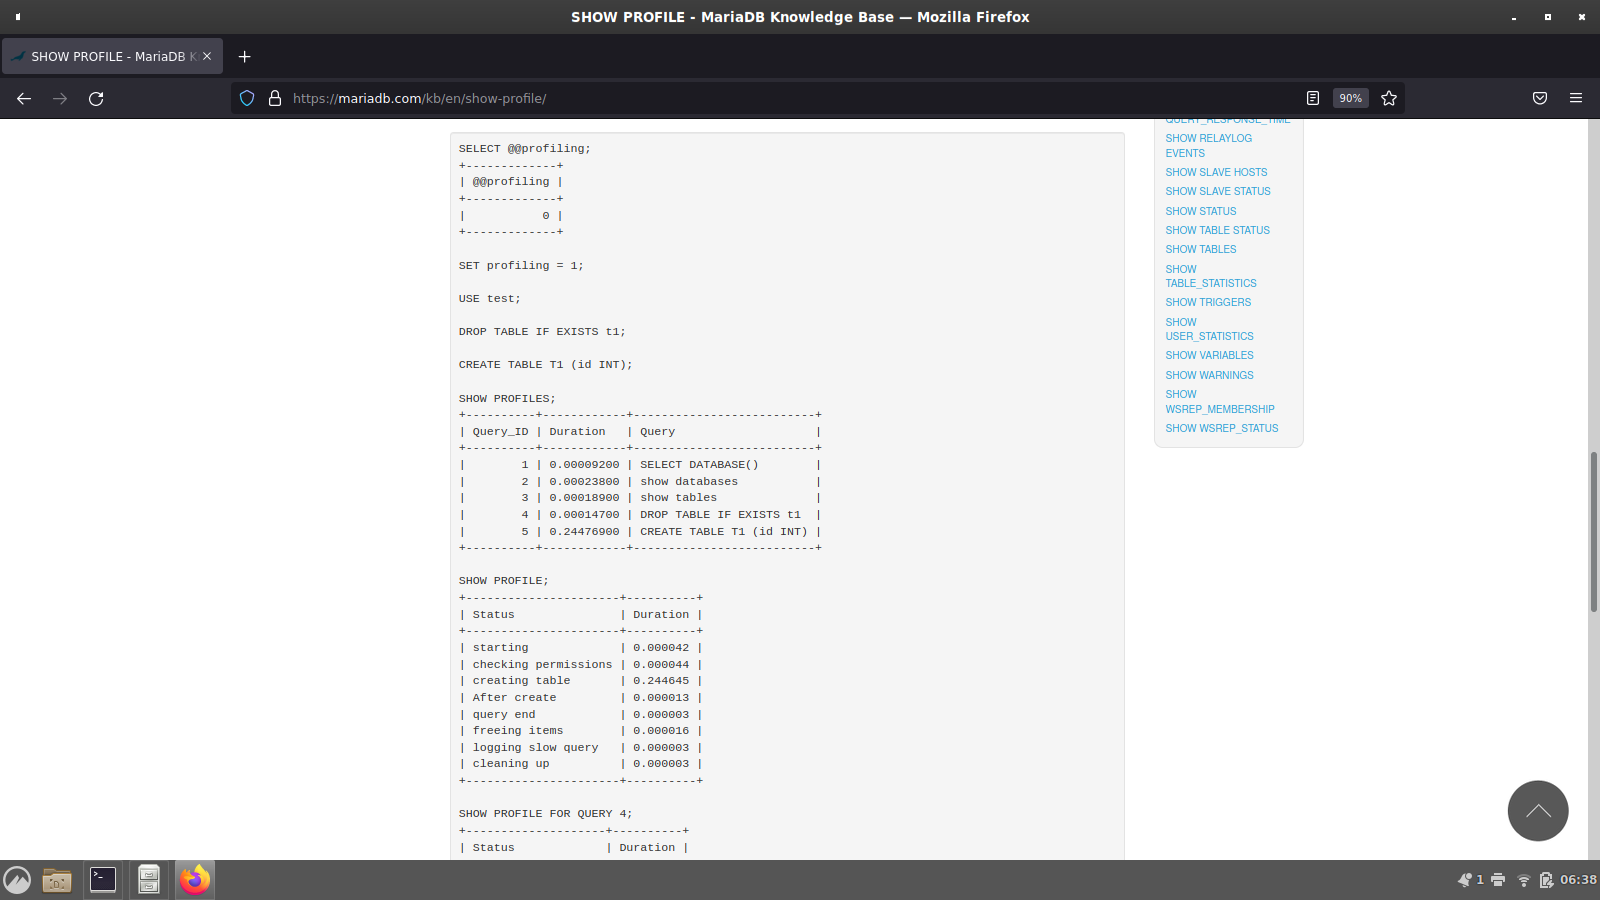 SHOW PROFILE - MariaDB Knowledge Base — Mozilla Firefox
SHOW PROFILE - MariaDB K
https://mariadb.com/kb/en/show-profile/
90%
SELECT @@profiling;
+-------------+
| @@profiling |
+-------------+
|           0 |
+-------------+
SET profiling = 1;
USE test;
DROP TABLE IF EXISTS t1;
CREATE TABLE T1 (id INT);
SHOW PROFILES;
+----------+------------+--------------------------+
| Query_ID | Duration   | Query                    |
+----------+------------+--------------------------+
|        1 | 0.00009200 | SELECT DATABASE()        |
|        2 | 0.00023800 | show databases           |
|        3 | 0.00018900 | show tables              |
|        4 | 0.00014700 | DROP TABLE IF EXISTS t1  |
|        5 | 0.24476900 | CREATE TABLE T1 (id INT) |
+----------+------------+--------------------------+
SHOW PROFILE;
+----------------------+----------+
| Status               | Duration |
+----------------------+----------+
| starting             | 0.000042 |
| checking permissions | 0.000044 |
| creating table       | 0.244645 |
| After create         | 0.000013 |
| query end            | 0.000003 |
| freeing items        | 0.000016 |
| logging slow query   | 0.000003 |
| cleaning up          | 0.000003 |
+----------------------+----------+
SHOW PROFILE FOR QUERY 4;
+--------------------+----------+
| Status             | Duration |
QUERY_RESPONSE_TIME
SHOW RELAYLOG
EVENTS
SHOW SLAVE HOSTS
SHOW SLAVE STATUS
SHOW STATUS
SHOW TABLE STATUS
SHOW TABLES
SHOW
TABLE_STATISTICS
SHOW TRIGGERS
SHOW
USER_STATISTICS
SHOW VARIABLES
SHOW WARNINGS
SHOW
WSREP_MEMBERSHIP
SHOW WSREP_STATUS
1
06:38